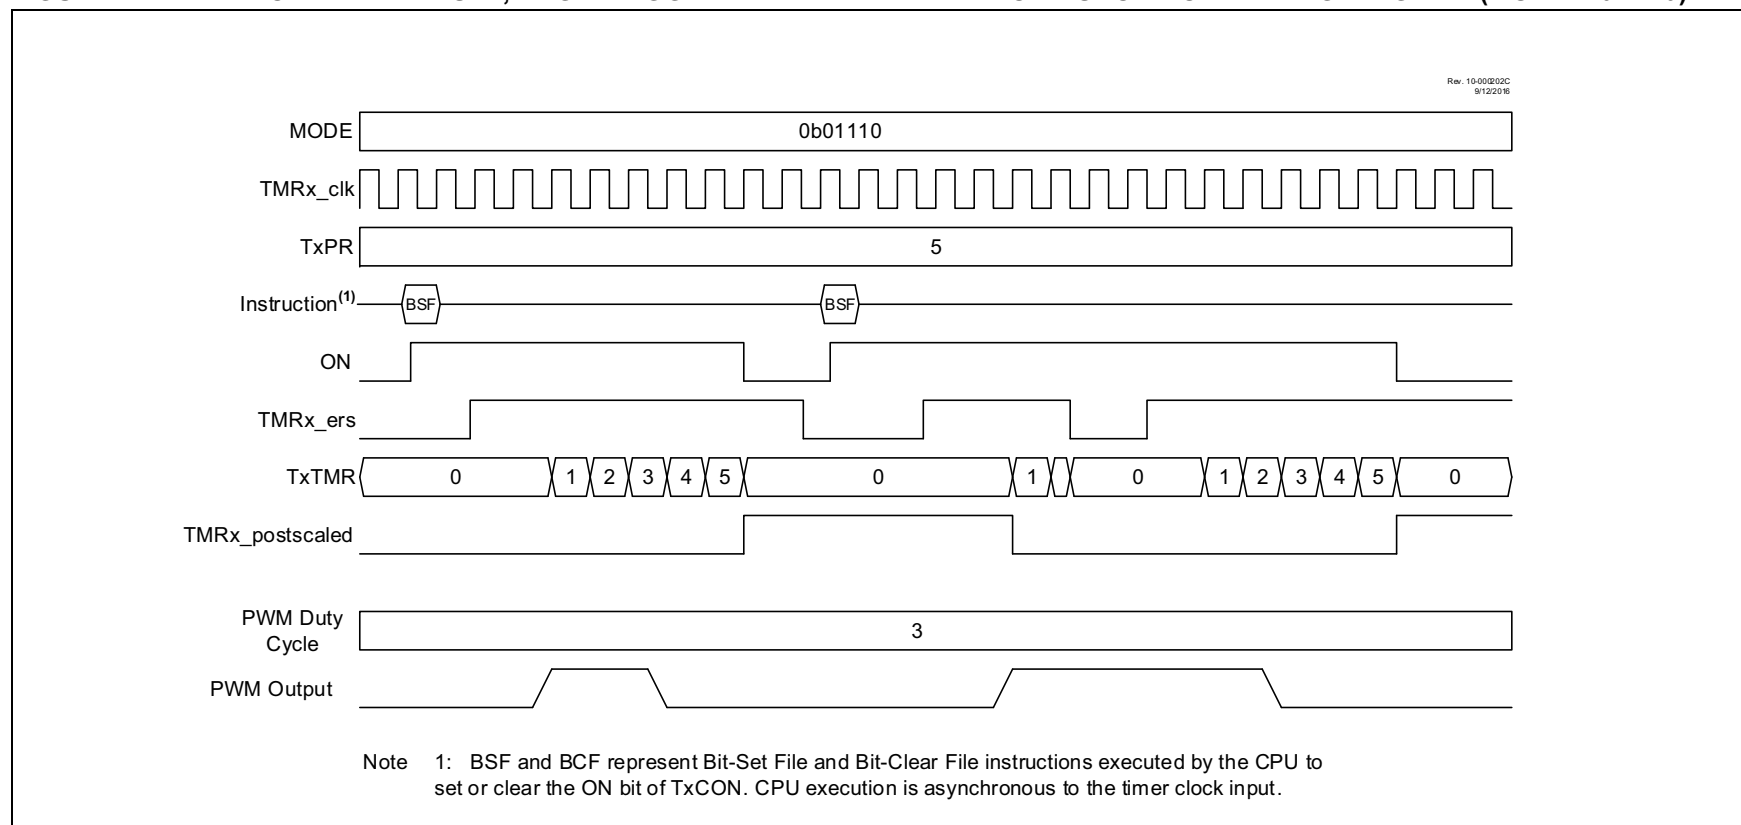 Rev. 10-000202C
9/12/2016
MODE 0b01110
TMRx_clk
TxPR 5
Instruction(1) BSF BSF
ON
TMRx_ers
TxTMR 0 1 2 3 4 5 0 1 0 1 2 3 4 5 0
TMRx_postscaled
PWM Duty
Cycle 3
PWM Output
Note 1: BSF and BCF represent Bit-Set File and Bit-Clear File instructions executed by the CPU to
set or clear the ON bit of TxCON. CPU execution is asynchronous to the timer clock input.